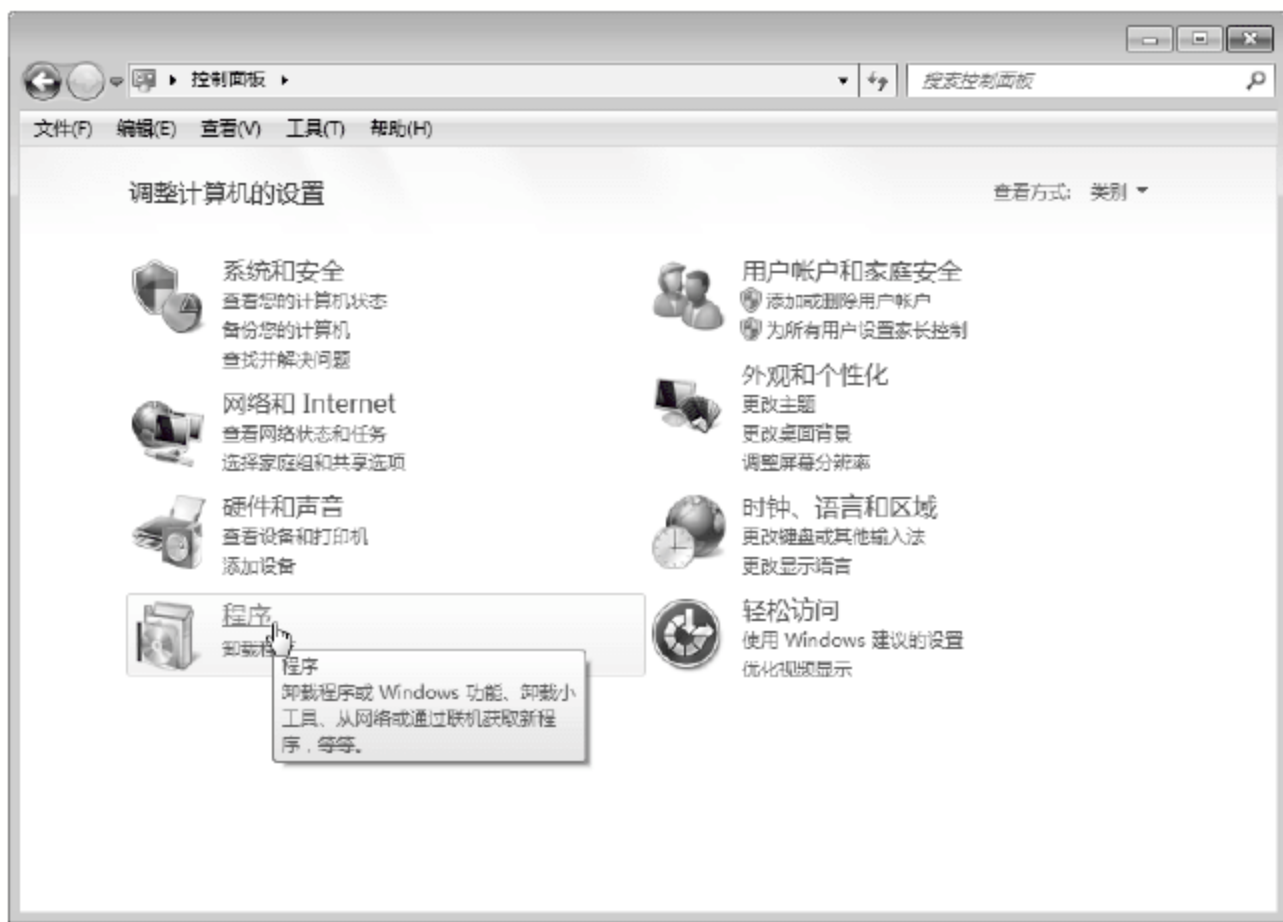 控制面板
搜索控制面板
文件(F) 编辑(E) 查看(V) 工具(T) 帮助(H)
调整计算机的设置
查看方式: 类别
系统和安全
查看您的计算机状态
备份您的计算机
查找并解决问题
网络和 Internet
查看网络状态和任务
选择家庭组和共享选项
硬件和声音
查看设备和打印机
添加设备
程序
卸载程
程序
卸载程序或 Windows 功能、卸载小
工具、从网络或通过联机获取新程
序，等等。
用户帐户和家庭安全
添加或删除用户帐户
为所有用户设置家长控制
外观和个性化
更改主题
更改桌面背景
调整屏幕分辨率
时钟、语言和区域
更改键盘或其他输入法
更改显示语言
轻松访问
使用 Windows 建议的设置
优化视频显示